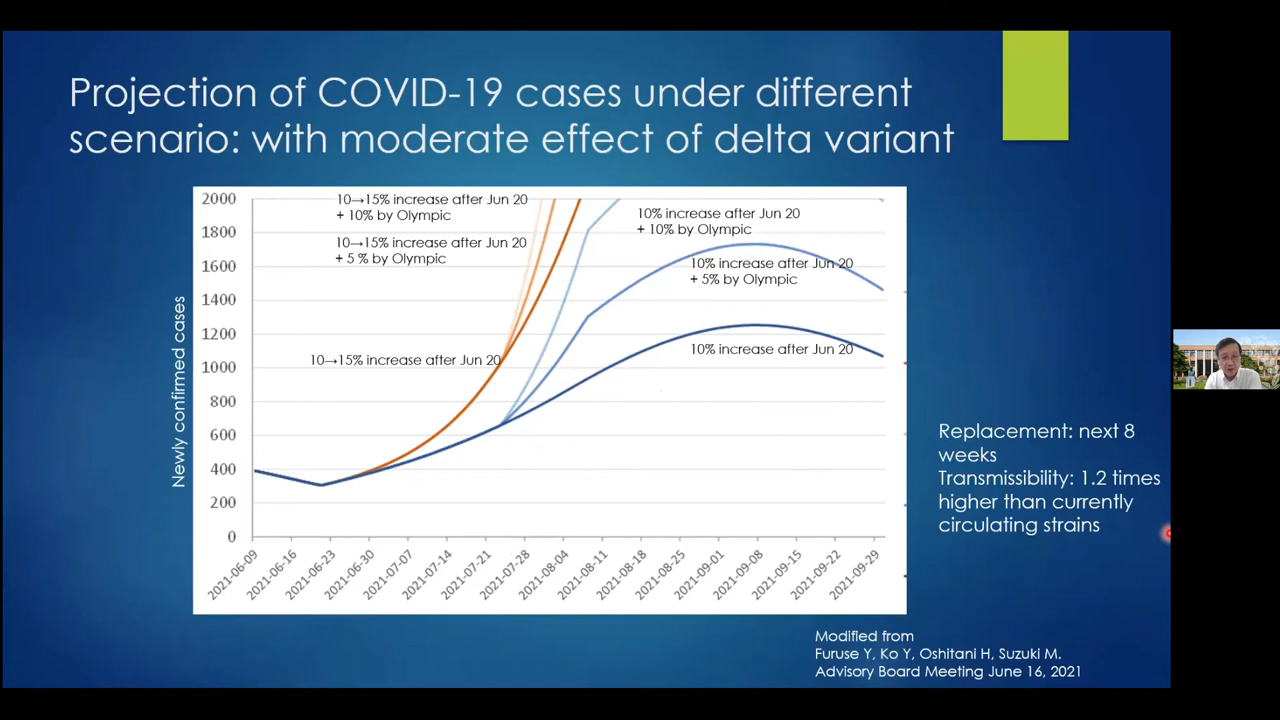 Projection of COVID-19 cases under different
scenario: with moderate effect of delta variant
Newly confirmed cases
2000
1800
1600
1400
1200
1000
800
600
400
200
0
10→15% increase after Jun 20
+ 10% by Olympic
10→15% increase after Jun 20
+ 5 % by Olympic
10→15% increase after Jun 20
10% increase after Jun 20
+ 10% by Olympic
10% increase after Jun 20
+ 5% by Olympic
10% increase after Jun 20
2021-06-09
2021-06-16
2021-06-23
2021-06-30
2021-07-07
2021-07-14
2021-07-21
2021-07-28
2021-08-04
2021-08-11
2021-08-18
2021-08-25
2021-09-01
2021-09-08
2021-09-15
2021-09-22
2021-09-29
Replacement: next 8
weeks
Transmissibility: 1.2 times
higher than currently
circulating strains
Modified from
Furuse Y, Ko Y, Oshitani H, Suzuki M.
Advisory Board Meeting June 16, 2021